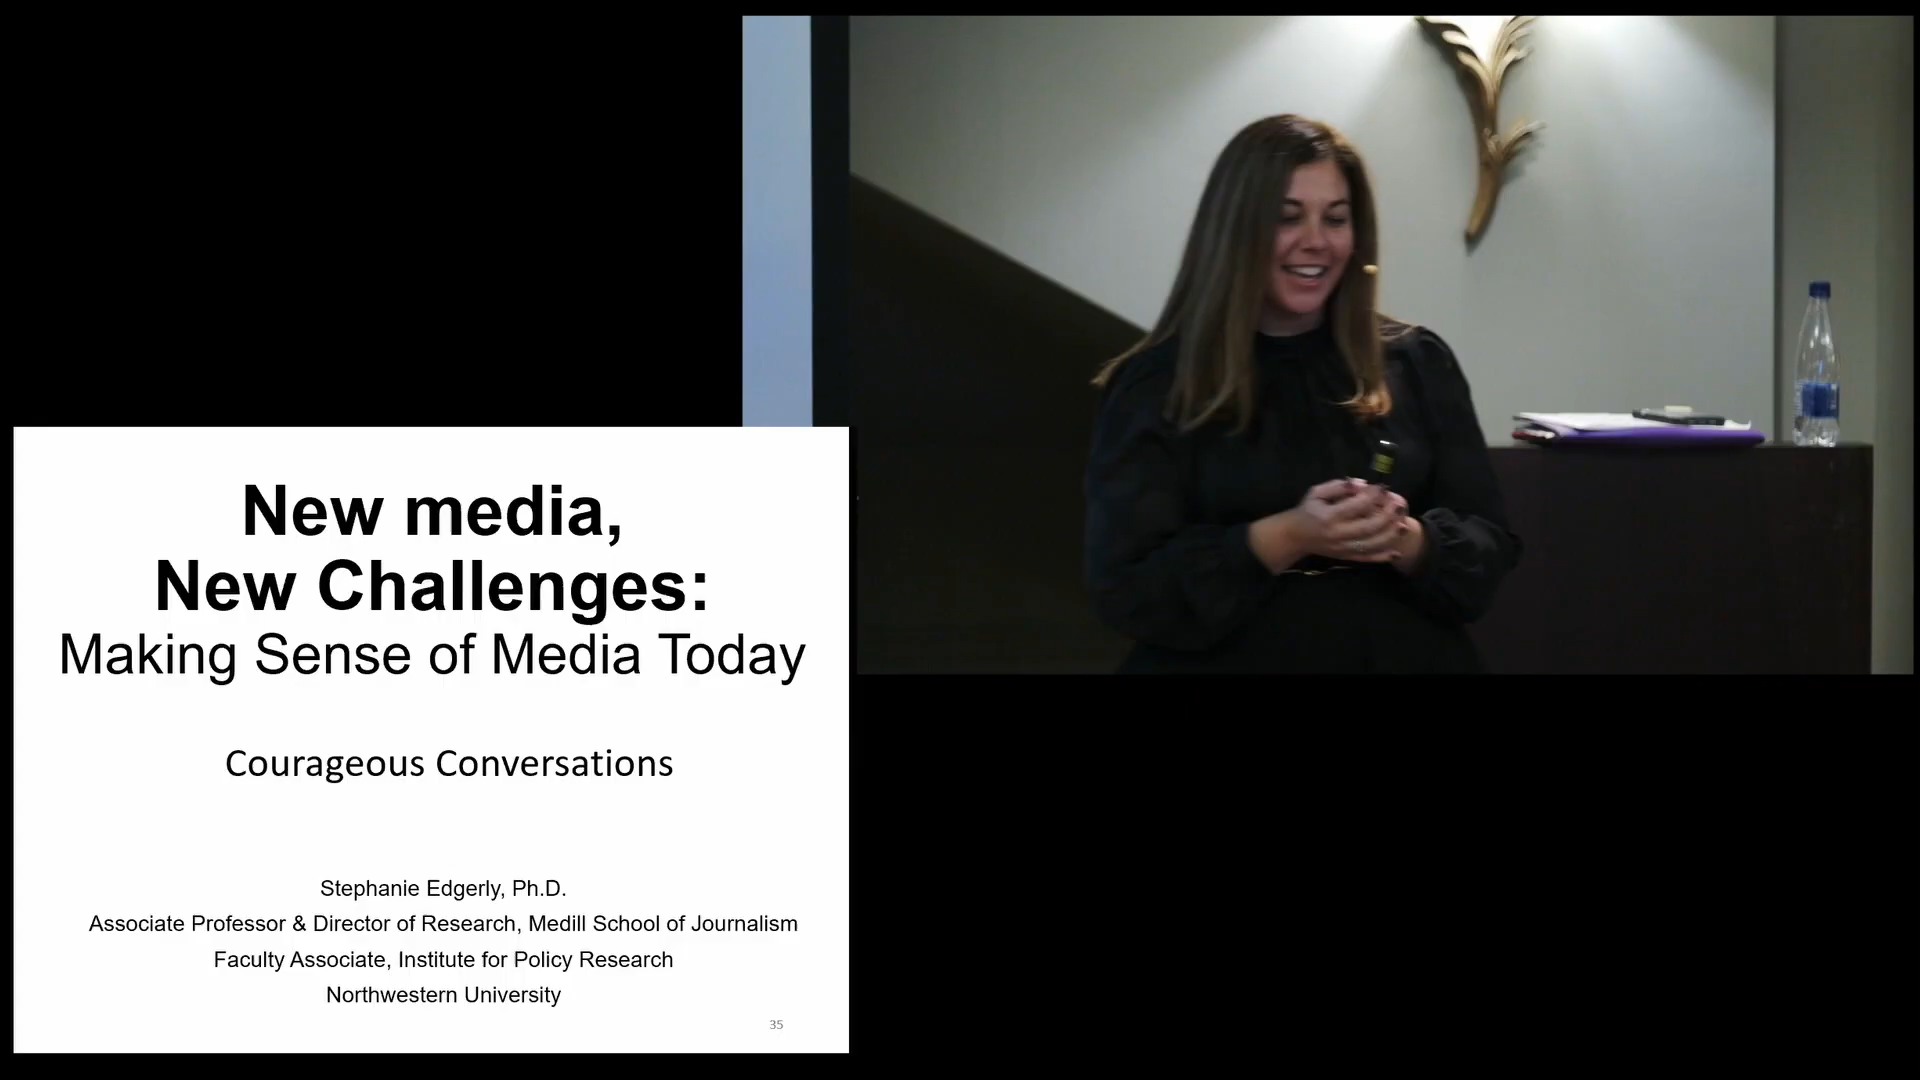 New media,
New Challenges:
Making Sense of Media Today
Courageous Conversations
Stephanie Edgerly, Ph.D.
Associate Professor & Director of Research, Medill School of Journalism
Faculty Associate, Institute for Policy Research
Northwestern University
35